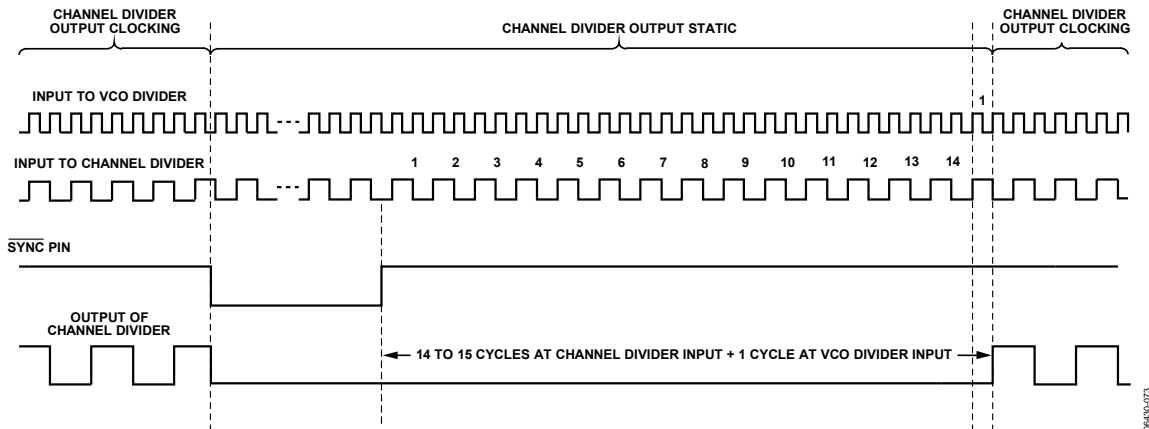 CHANNEL DIVIDER
OUTPUT CLOCKING
CHANNEL DIVIDER OUTPUT STATIC
CHANNEL DIVIDER
OUTPUT CLOCKING
INPUT TO VCO DIVIDER
1
INPUT TO CHANNEL DIVIDER
1 2 3 4 5 6 7 8 9 10 11 12 13 14
SYNC PIN
OUTPUT OF
CHANNEL DIVIDER
14 TO 15 CYCLES AT CHANNEL DIVIDER INPUT + 1 CYCLE AT VCO DIVIDER INPUT
06430-073